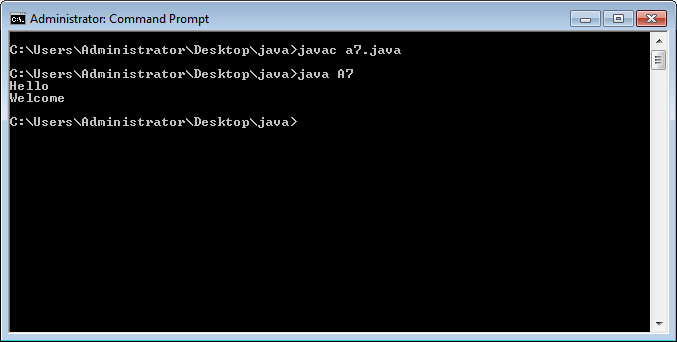 Administrator: Command Prompt
C:\Users\Administrator\Desktop\java>javac a7.java
C:\Users\Administrator\Desktop\java>java A7
Hello
Welcome
C:\Users\Administrator\Desktop\java>